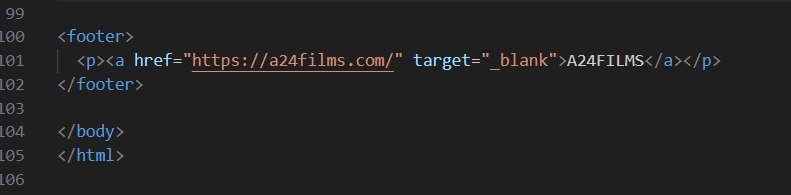 99
100 <footer>
101 <p><a href="https://a24films.com/" target="_blank">A24FILMS</a></p>
102 </footer>
103
104 </body>
105 </html>
106